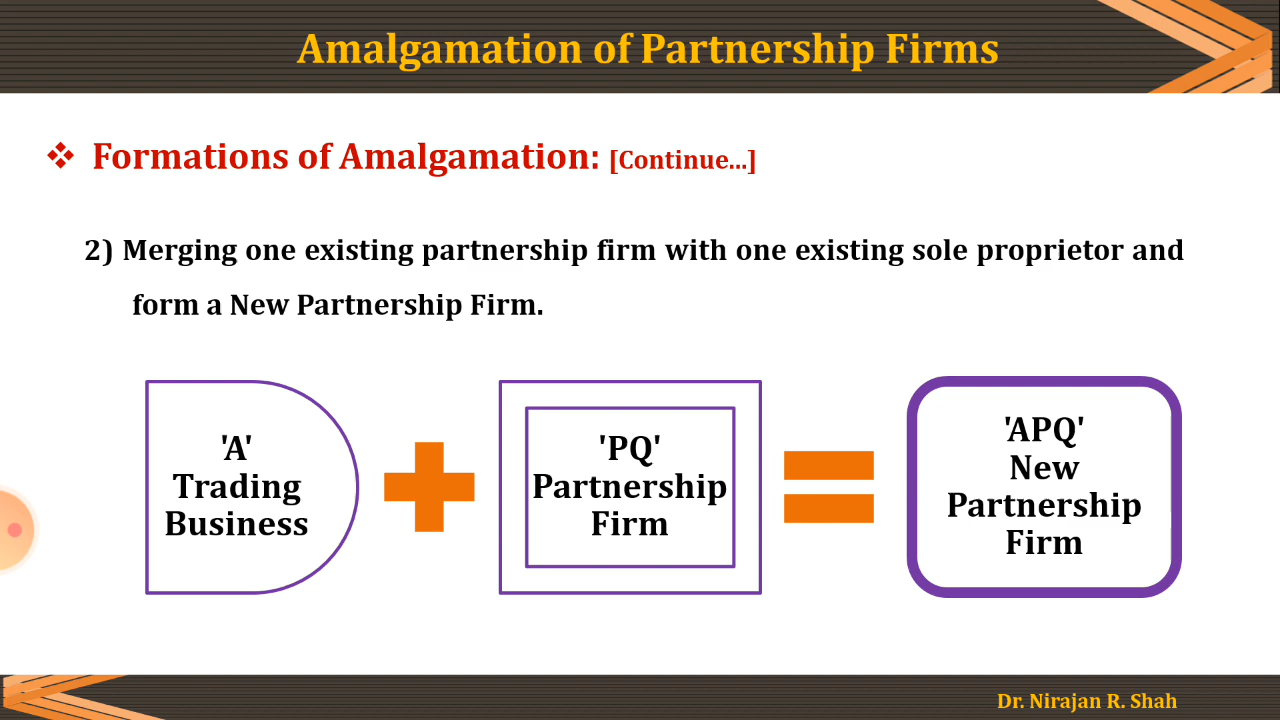 Amalgamation of Partnership Firms
❖ Formations of Amalgamation: [Continue...]
2) Merging one existing partnership firm with one existing sole proprietor and
form a New Partnership Firm.
'A'
Trading
Business
'PQ'
Partnership
Firm
'APQ'
New
Partnership
Firm
Dr. Nirajan R. Shah